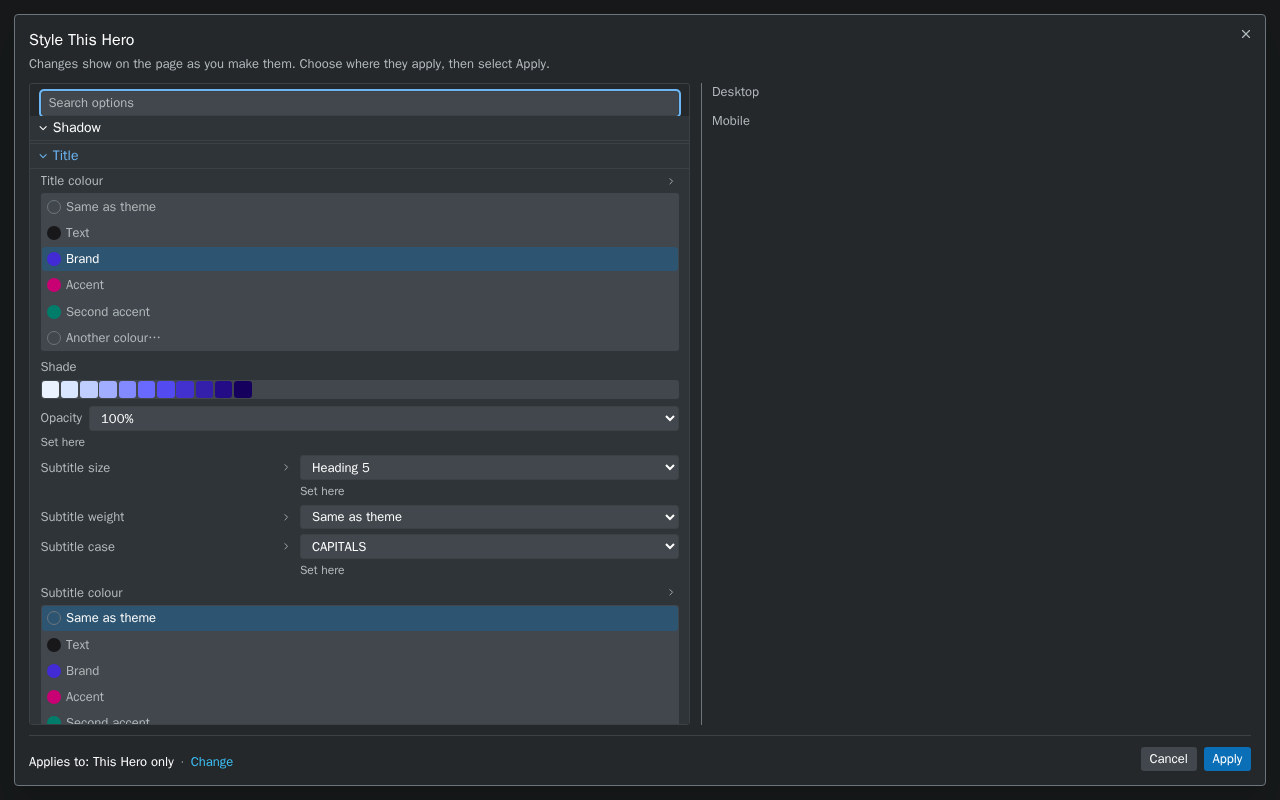 Style This Hero
Changes show on the page as you make them. Choose where they apply, then select Apply.
Search options
Shadow
Title
Title colour
Same as theme
Text
Brand
Accent
Second accent
Another colour···
Shade
Opacity 100%
Set here
Subtitle size Heading 5
Set here
Subtitle weight Same as theme
Subtitle case CAPITALS
Set here
Subtitle colour
Same as theme
Text
Brand
Accent
Second accent
Desktop
Mobile
Applies to: This Hero only · Change
Cancel Apply